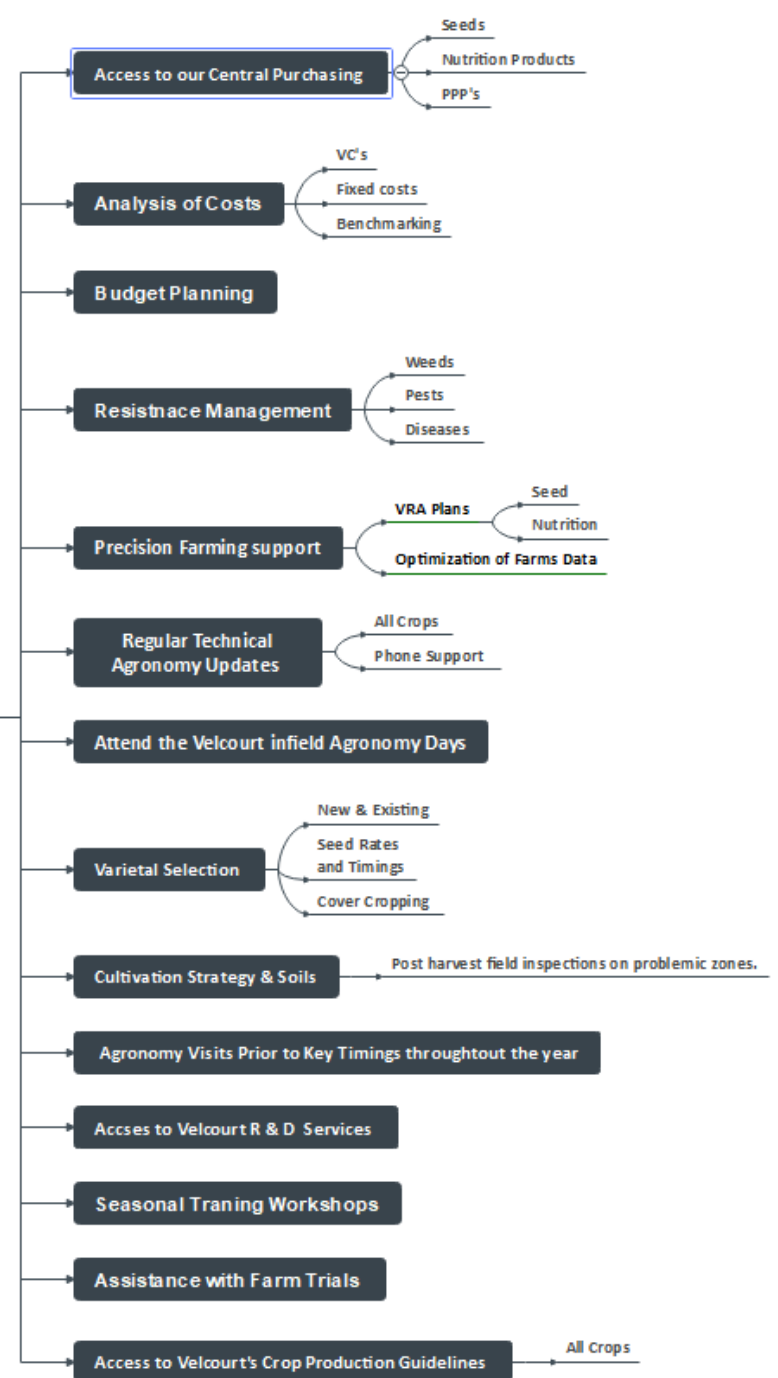 Access to our Central Purchasing
Seeds
Nutrition Products
PPP's
Analysis of Costs
VC's
Fixed costs
Benchmarking
Budget Planning
Resistnace Management
Weeds
Pests
Diseases
Precision Farming support
VRA Plans
Seed
Nutrition
Optimization of Farms Data
Regular Technical
Agronomy Updates
All Crops
Phone Support
Attend the Velcourt infield Agronomy Days
Varietal Selection
New & Existing
Seed Rates
and Timings
Cover Cropping
Cultivation Strategy & Soils
Post harvest field inspections on problemic zones.
Agronomy Visits Prior to Key Timings throughtout the year
Accses to Velcourt R & D Services
Seasonal Traning Workshops
Assistance with Farm Trials
Access to Velcourt's Crop Production Guidelines
All Crops